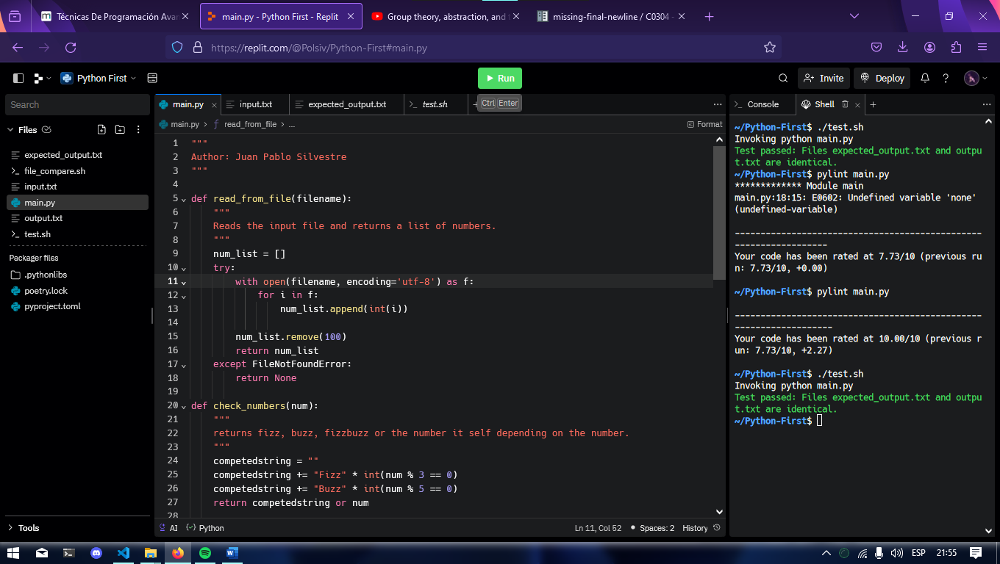 Técnicas De Programación Avan
main.py - Python First - Replit
Group theory, abstraction, and
missing-final-newline / C0304 -
https://replit.com/@Polsiv/Python-First#main.py
Python First
Run
Invite
Deploy
Search
main.py
input.txt
expected_output.txt
test.sh
Ctrl Enter
Console
Shell
Files
main.py > read_from_file > ...
Format
expected_output.txt
file_compare.sh
input.txt
main.py
output.txt
test.sh
Packager files
.pythonlibs
poetry.lock
pyproject.toml
Tools
1 """
2 Author: Juan Pablo Silvestre
3 """
4
5 def read_from_file(filename):
6 """
7 Reads the input file and returns a list of numbers.
8 """
9 num_list = []
10 try:
11 with open(filename, encoding='utf-8') as f:
12 for i in f:
13 num_list.append(int(i))
14
15 num_list.remove(100)
16 return num_list
17 except FileNotFoundError:
18 return None
19
20 def check_numbers(num):
21 """
22 returns fizz, buzz, fizzbuzz or the number it self depending on the number.
23 """
24 competedstring = ""
25 competedstring += "Fizz" * int(num % 3 == 0)
26 competedstring += "Buzz" * int(num % 5 == 0)
27 return competedstring or num
28
AI
Python
Ln 11, Col 52
Spaces: 2
History
~/Python-First$ ./test.sh
Invoking python main.py
Test passed: Files expected_output.txt and outpu
t.txt are identical.
~/Python-First$ pylint main.py
************* Module main
main.py:18:15: E0602: Undefined variable 'none'
(undefined-variable)
------------------------------------------------
-------------------
Your code has been rated at 7.73/10 (previous ru
n: 7.73/10, +0.00)
~/Python-First$ pylint main.py
------------------------------------------------
--------------------
Your code has been rated at 10.00/10 (previous r
un: 7.73/10, +2.27)
~/Python-First$ ./test.sh
Invoking python main.py
Test passed: Files expected_output.txt and outpu
t.txt are identical.
~/Python-First$
ESP
21:55